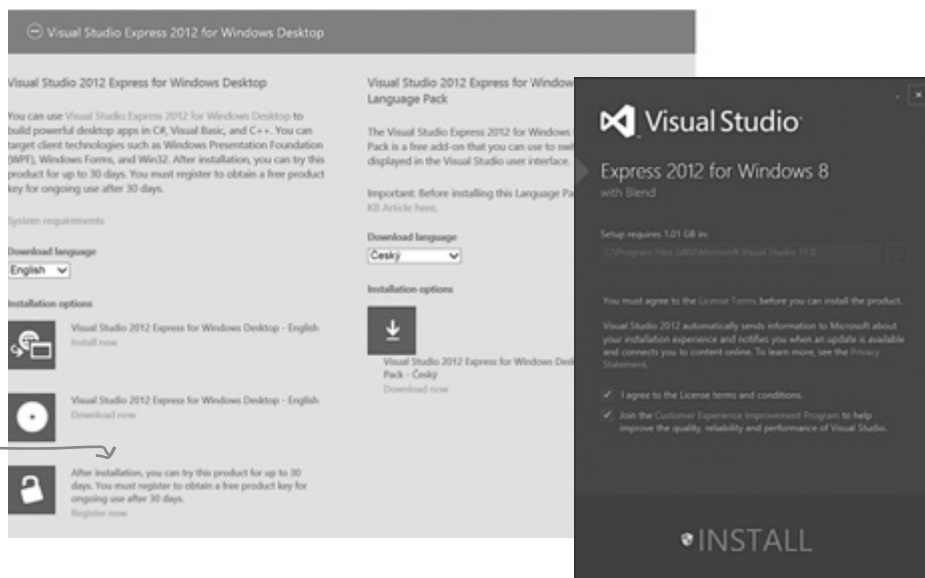 Visual Studio Express 2012 for Windows Desktop
Visual Studio 2012 Express for Windows Desktop
You can use Visual Studio Express 2012 for Windows Desktop to
build powerful desktop apps in C#, Visual Basic, and C++. You can
target client technologies such as Windows Presentation Foundation
(WPF), Windows Forms, and Win32. After installation, you can try this
product for up to 30 days. You must register to obtain a free product
key for ongoing use after 30 days.
System requirements
Download language
English
Installation options
Visual Studio 2012 Express for Windows Desktop - English
Install now
Visual Studio 2012 Express for Windows Desktop - English
Download now
After installation, you can try this product for up to 30
days. You must register to obtain a free product key for
ongoing use after 30 days.
Register now
Visual Studio 2012 Express for Window
Language Pack
The Visual Studio Express 2012 for Windows
Pack is a free add-on that you can use to swit
displayed in the Visual Studio user interface.
Important: Before installing this Language Pa
KB Article here.
Download language
Český
Installation options
Visual Studio 2012 Express for Windows Desk
Pack - Český
Download now
Visual Studio
Express 2012 for Windows 8
with Blend
Setup requires 1.01 GB in:
C:\Program Files (x86)\Microsoft Visual Studio 11.0
...
You must agree to the License Terms before you can install the product.
Visual Studio 2012 automatically sends information to Microsoft about
your installation experience and notifies you when an update is available
and connects you to content online. To learn more, see the Privacy
Statement.
I agree to the License terms and conditions.
Join the Customer Experience Improvement Program to help
improve the quality, reliability and performance of Visual Studio.
INSTALL